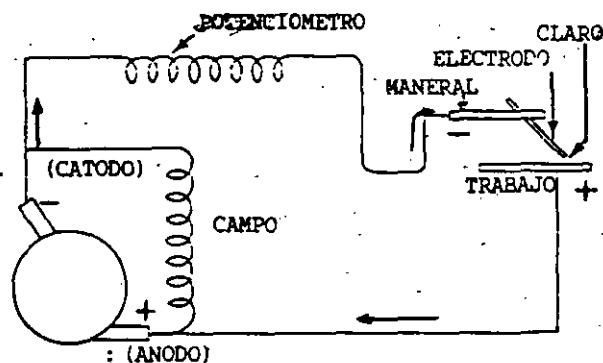 POTENCIOMETRO
CLARO
ELECTRODO
MANERAL
-
(CATODO)
TRABAJO +
-
CAMPO
+
: (ANODO)